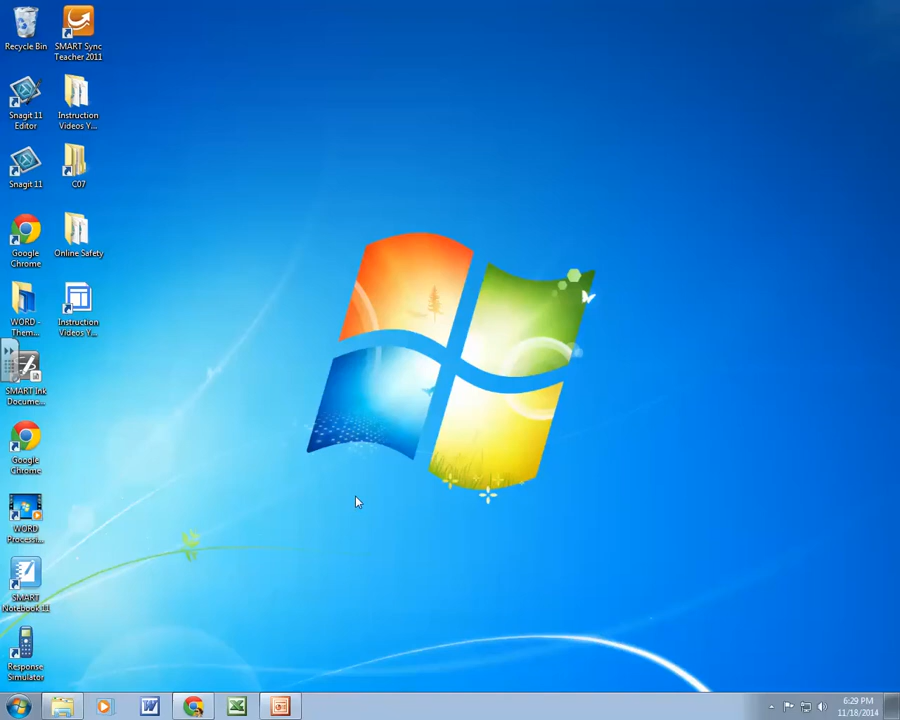 Recycle Bin
SMART Sync
Teacher 2011
Snagit 11
Editor
Instruction
Videos Y...
Snagit 11
C07
Google
Chrome
Online Safety
WORD -
Them...
Instruction
Videos Y...
SMART Ink
Docume...
Google
Chrome
WORD
Processi...
SMART
Notebook 11
Response
Simulator
6:29 PM
11/18/2014